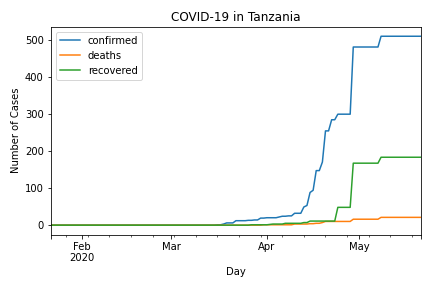 COVID-19 in Tanzania
confirmed
deaths
recovered
500
400
300
200
100
0
Number of Cases
Feb
2020
Mar
Apr
May
Day